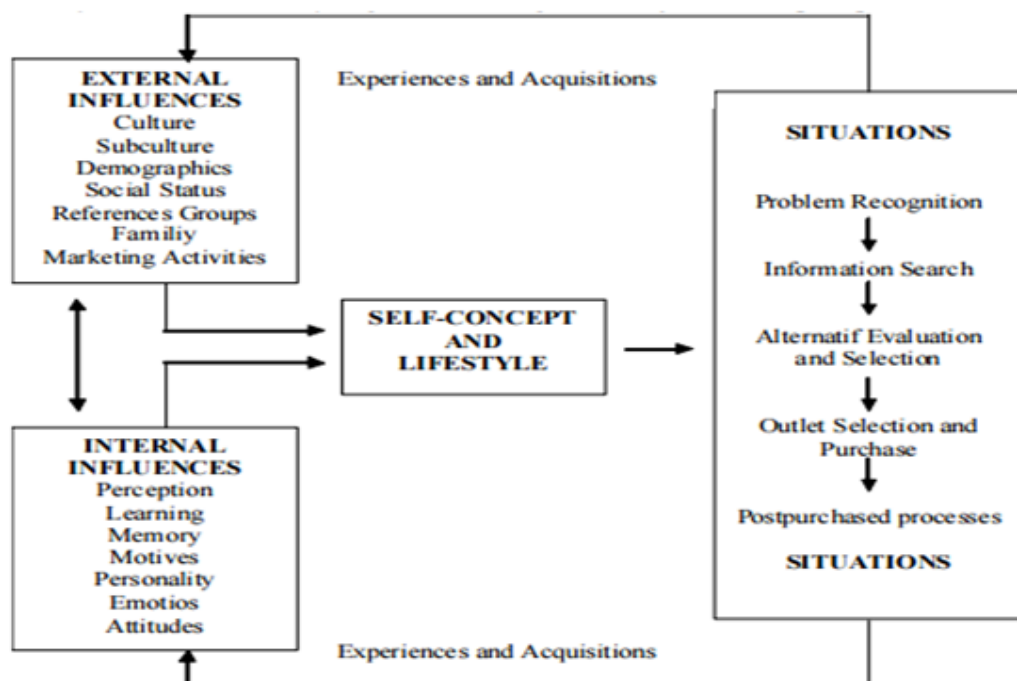 EXTERNAL
INFLUENCES
Culture
Subculture
Demographics
Social Status
References Groups
Familiy
Marketing Activities
Experiences and Acquisitions
SELF-CONCEPT
AND
LIFESTYLE
INTERNAL
INFLUENCES
Perception
Learning
Memory
Motives
Personality
Emotios
Attitudes
Experiences and Acquisitions
SITUATIONS
Problem Recognition
Information Search
Alternatif Evaluation
and Selection
Outlet Selection and
Purchase
Postpurchased processes
SITUATIONS